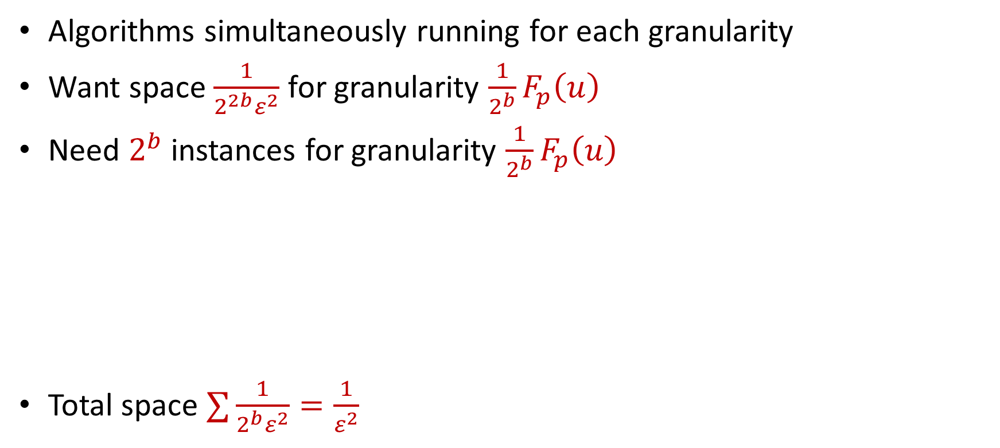 • Algorithms simultaneously running for each granularity
• Want space $\frac{1}{2^{2b}\varepsilon^2}$ for granularity $\frac{1}{2^b}F_p(u)$
• Need $2^b$ instances for granularity $\frac{1}{2^b}F_p(u)$
• Total space $\sum \frac{1}{2^b\varepsilon^2} = \frac{1}{\varepsilon^2}$